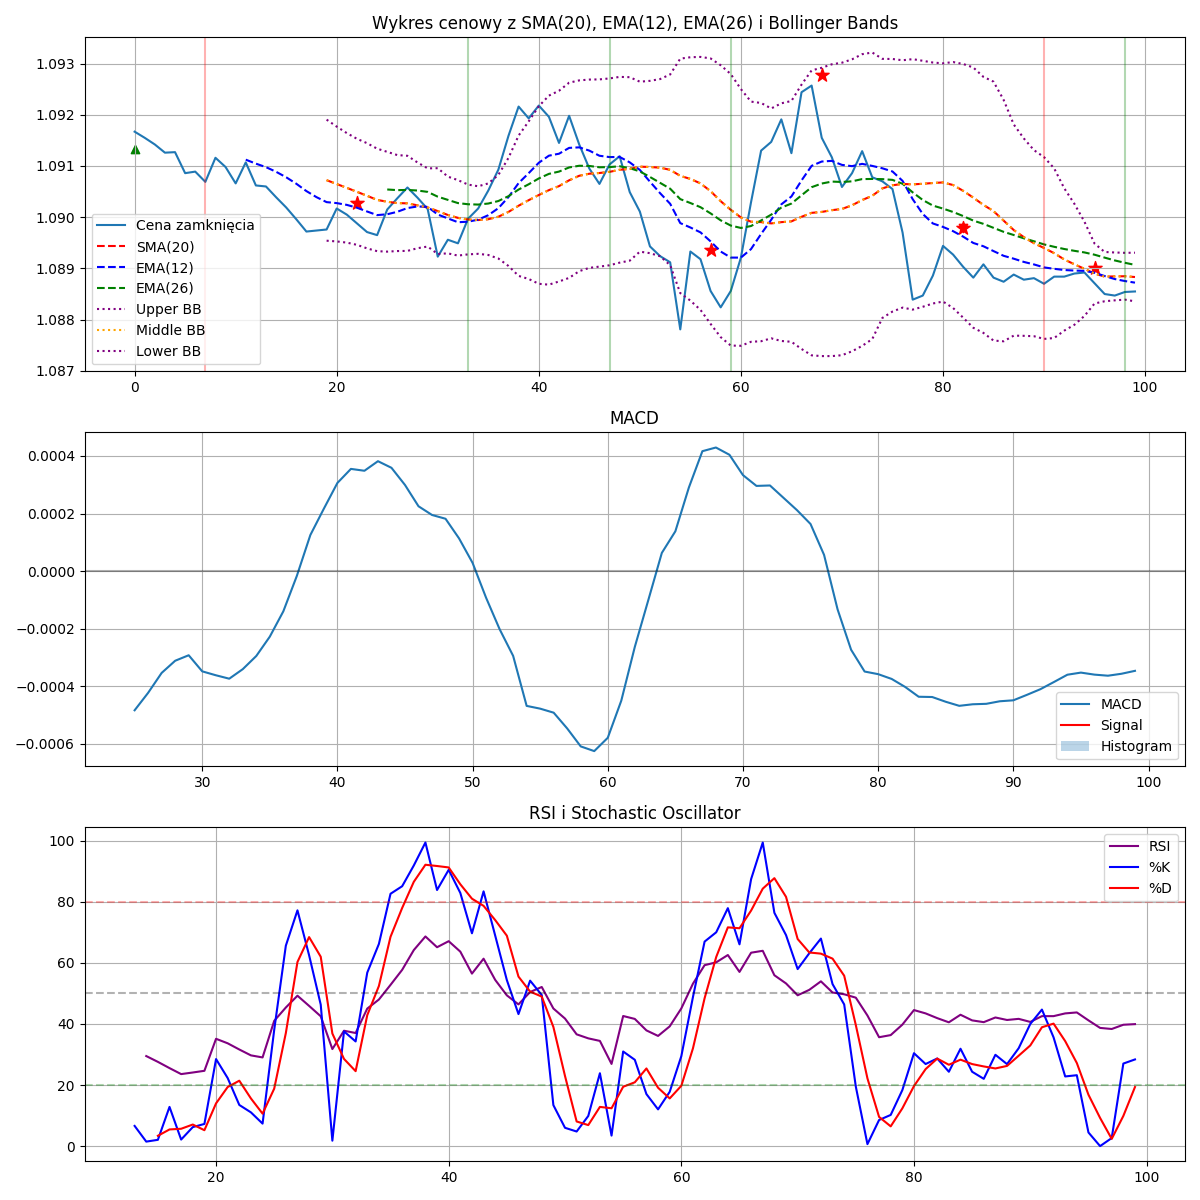 Wykres cenowy z SMA(20), EMA(12), EMA(26) i Bollinger Bands
1.093
1.092
1.091
1.090
1.089
1.088
1.087
Cena zamknięcia
SMA(20)
EMA(12)
EMA(26)
Upper BB
Middle BB
Lower BB
0 20 40 60 80 100
MACD
0.0004
0.0002
0.0000
−0.0002
−0.0004
−0.0006
MACD
Signal
Histogram
30 40 50 60 70 80 90 100
RSI i Stochastic Oscillator
100
80
60
40
20
0
RSI
%K
%D
20 40 60 80 100